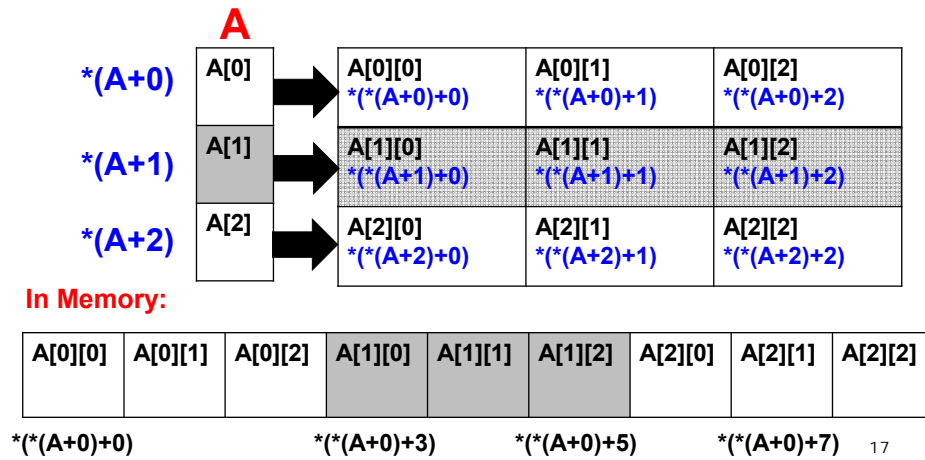 A
*(A+0) A[0] A[0][0] A[0][1] A[0][2]
*(*(A+0)+0) *(*(A+0)+1) *(*(A+0)+2)
*(A+1) A[1] A[1][0] A[1][1] A[1][2]
*(*(A+1)+0) *(*(A+1)+1) *(*(A+1)+2)
*(A+2) A[2] A[2][0] A[2][1] A[2][2]
*(*(A+2)+0) *(*(A+2)+1) *(*(A+2)+2)
In Memory:
A[0][0] A[0][1] A[0][2] A[1][0] A[1][1] A[1][2] A[2][0] A[2][1] A[2][2]
*(*(A+0)+0) *(*(A+0)+3) *(*(A+0)+5) *(*(A+0)+7) 17